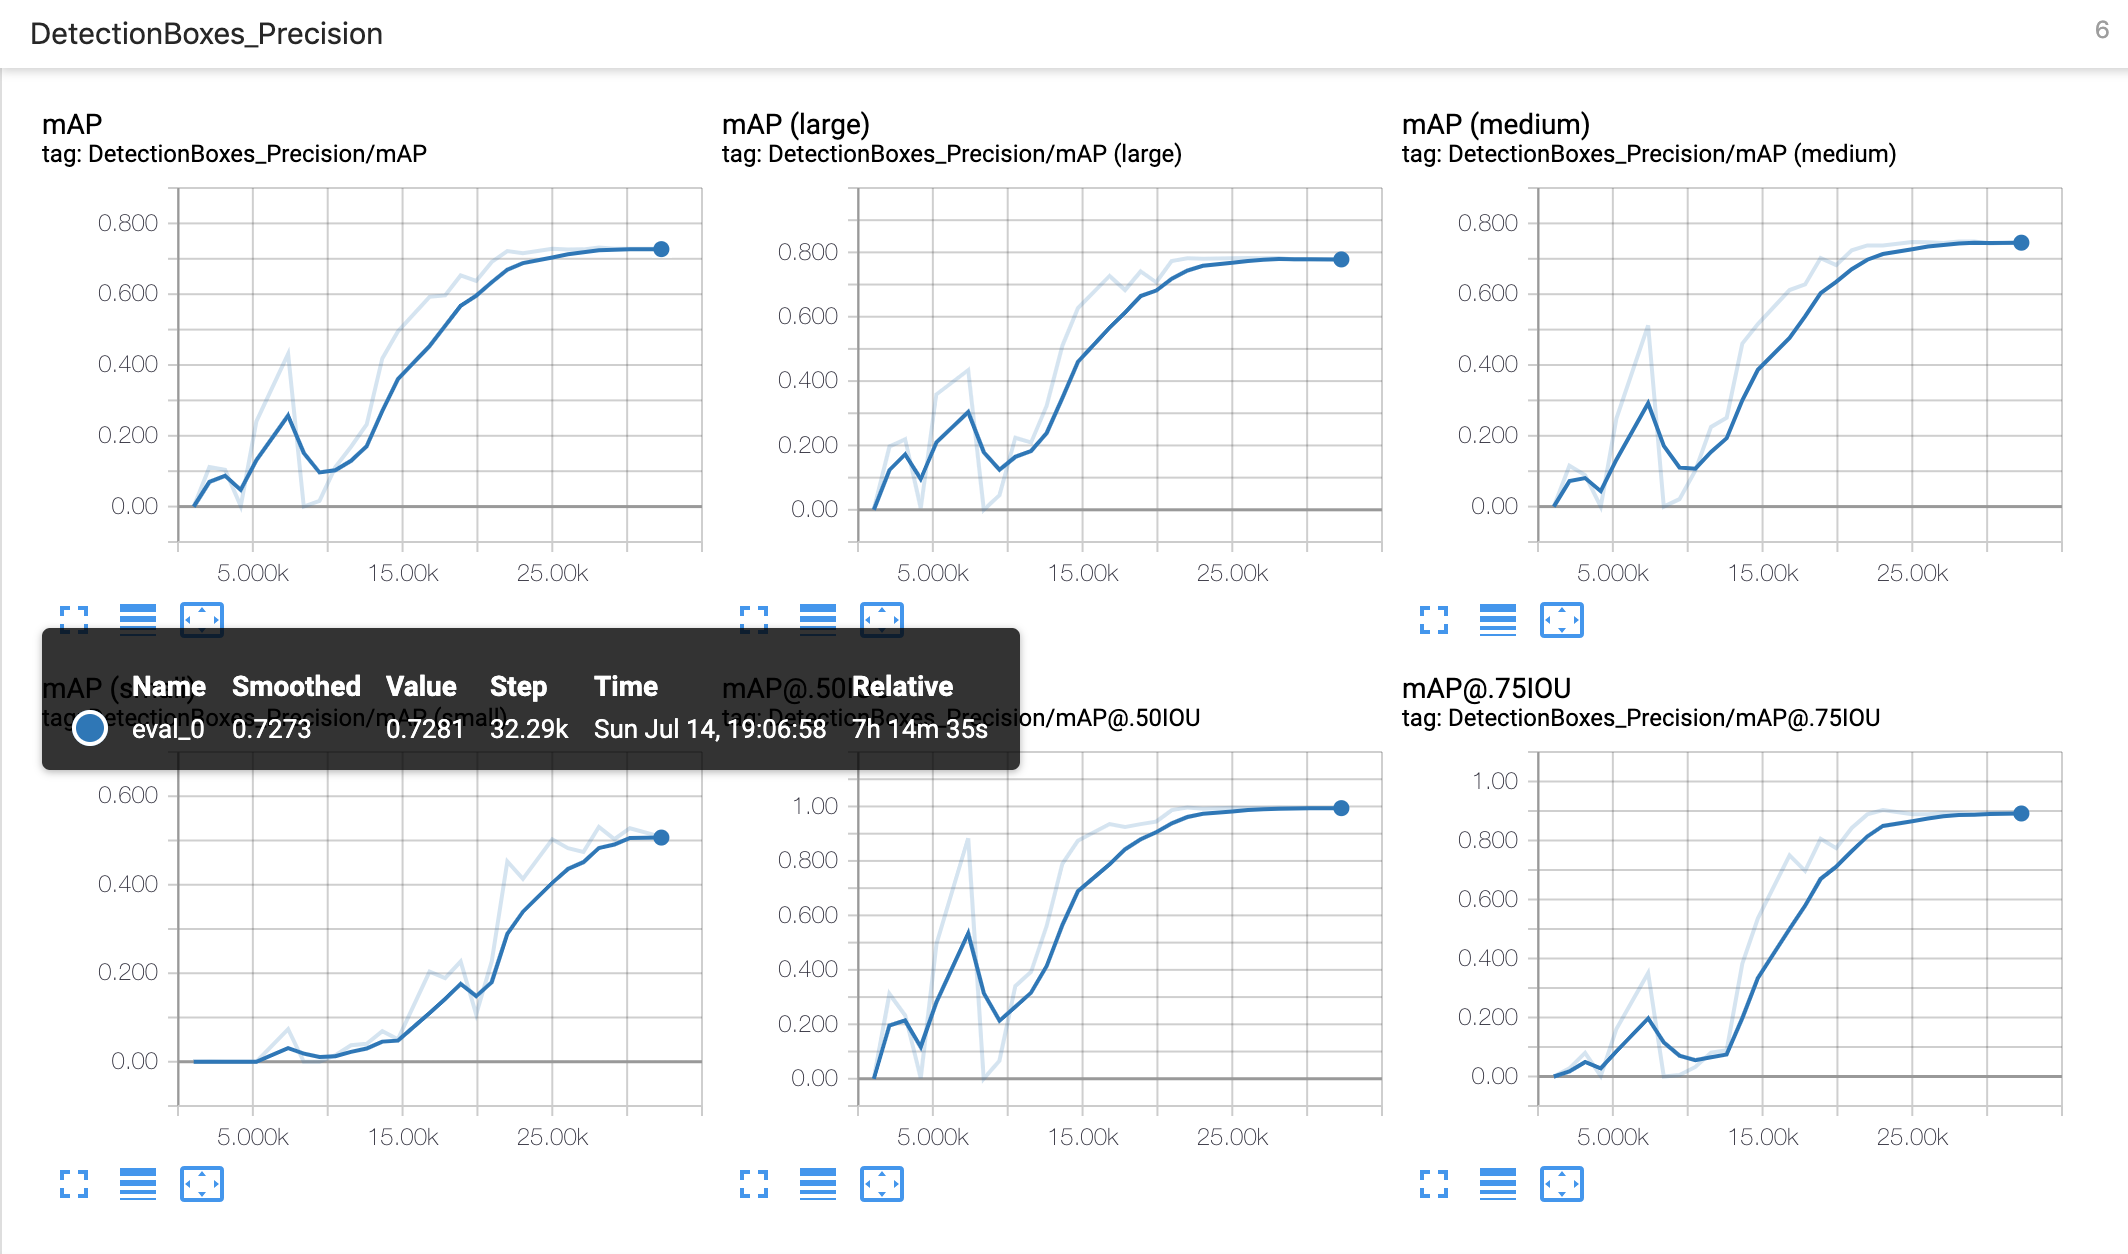 DetectionBoxes_Precision
6
mAP
tag: DetectionBoxes_Precision/mAP
0.800
0.600
0.400
0.200
0.00
5.000k 15.00k 25.00k
mAP (large)
tag: DetectionBoxes_Precision/mAP (large)
0.800
0.600
0.400
0.200
0.00
5.000k 15.00k 25.00k
mAP (medium)
tag: DetectionBoxes_Precision/mAP (medium)
0.800
0.600
0.400
0.200
0.00
5.000k 15.00k 25.00k
Name Smoothed Value Step Time Relative
eval_0 0.7273 0.7281 32.29k Sun Jul 14, 19:06:58 7h 14m 35s
mAP (small)
tag: DetectionBoxes_Precision/mAP (small)
0.600
0.400
0.200
0.00
5.000k 15.00k 25.00k
mAP@.50IOU
tag: DetectionBoxes_Precision/mAP@.50IOU
1.00
0.800
0.600
0.400
0.200
0.00
5.000k 15.00k 25.00k
mAP@.75IOU
tag: DetectionBoxes_Precision/mAP@.75IOU
1.00
0.800
0.600
0.400
0.200
0.00
5.000k 15.00k 25.00k